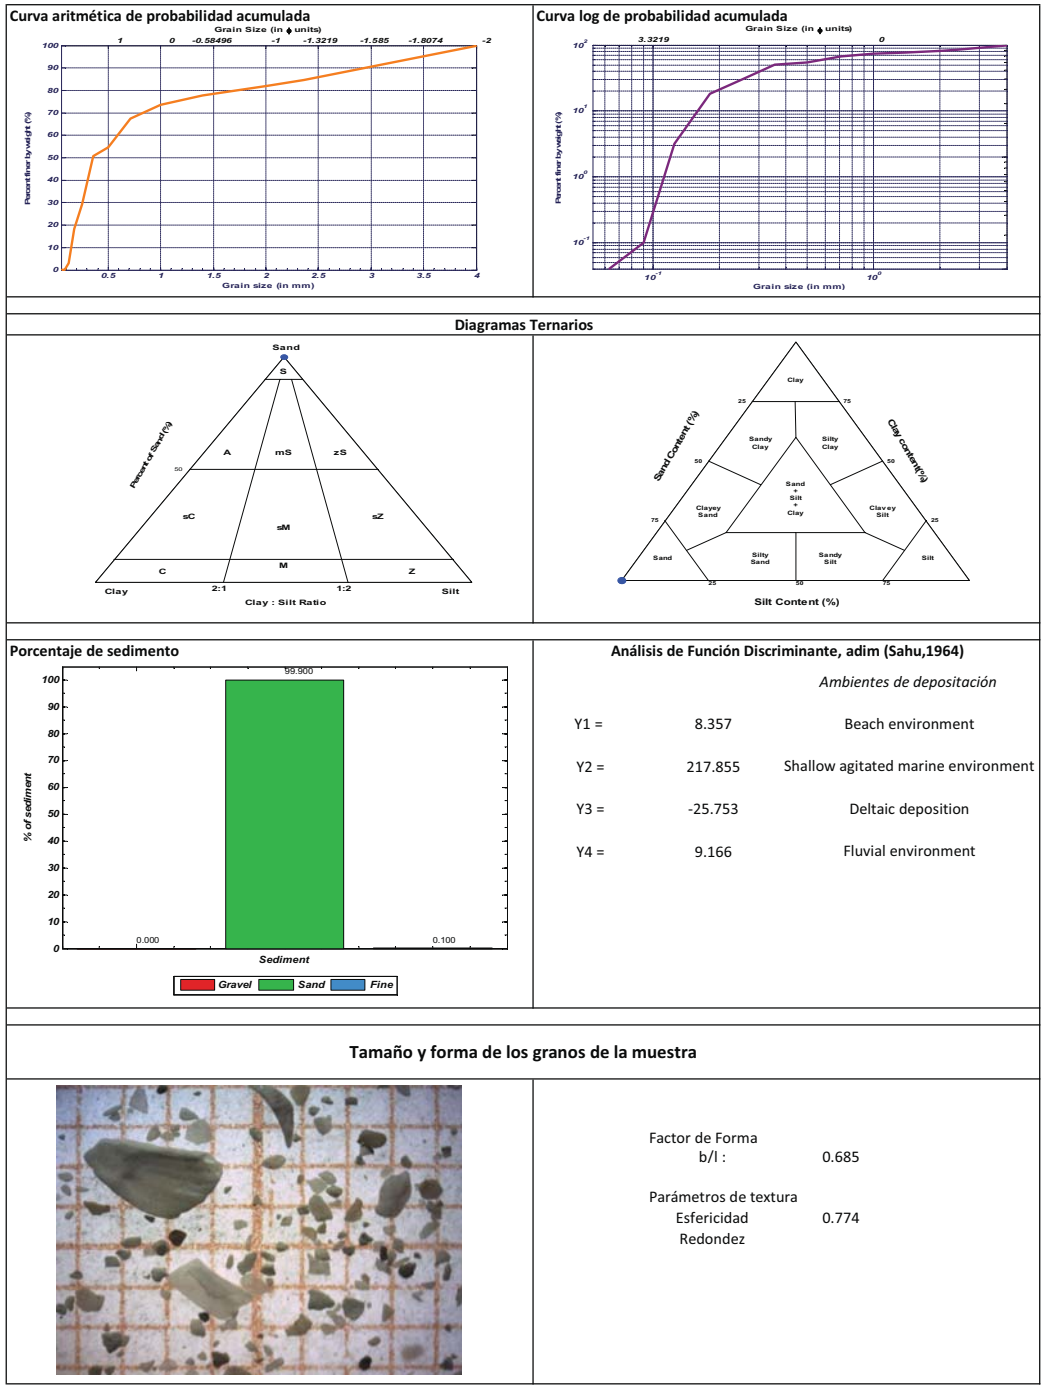 Curva aritmética de probabilidad acumulada
Grain Size (in ♦ units)
1 0 -0.58496 -1 -1.3219 -1.585 -1.8074 -2
100
90
80
70
60
50
40
30
20
10
0
Percent finer by weight (%)
0.5 1 1.5 2 2.5 3 3.5 4
Grain size (in mm)
Curva log de probabilidad acumulada
Grain Size (in ♦ units)
3.3219 0
10^2
10^1
10^0
10^-1
Percent finer by weight (%)
10^-1 10^0
Grain size (in mm)
Diagramas Ternarios
Sand
S
Percent of Sand (%)
A mS zS
50
sC sM sZ
C M Z
Clay 2:1 1:2 Silt
Clay : Silt Ratio
Clay
25 75
Sand Content (%)
Clay content(%)
Sandy
Clay
Silty
Clay
50 50
Sand
+
Silt
+
Clay
Clayey
Sand
Clavey
Silt
75 25
Sand
Silty
Sand
Sandy
Silt
Silt
25 50 75
Silt Content (%)
Porcentaje de sedimento
99.900
100
90
80
70
60
50
40
30
20
10
0
% of sediment
0.000 0.100
Sediment
Gravel Sand Fine
Análisis de Función Discriminante, adim (Sahu,1964)
Ambientes de depositación
Y1 = 8.357 Beach environment
Y2 = 217.855 Shallow agitated marine environment
Y3 = -25.753 Deltaic deposition
Y4 = 9.166 Fluvial environment
Tamaño y forma de los granos de la muestra
Factor de Forma
b/l : 0.685
Parámetros de textura
Esfericidad 0.774
Redondez